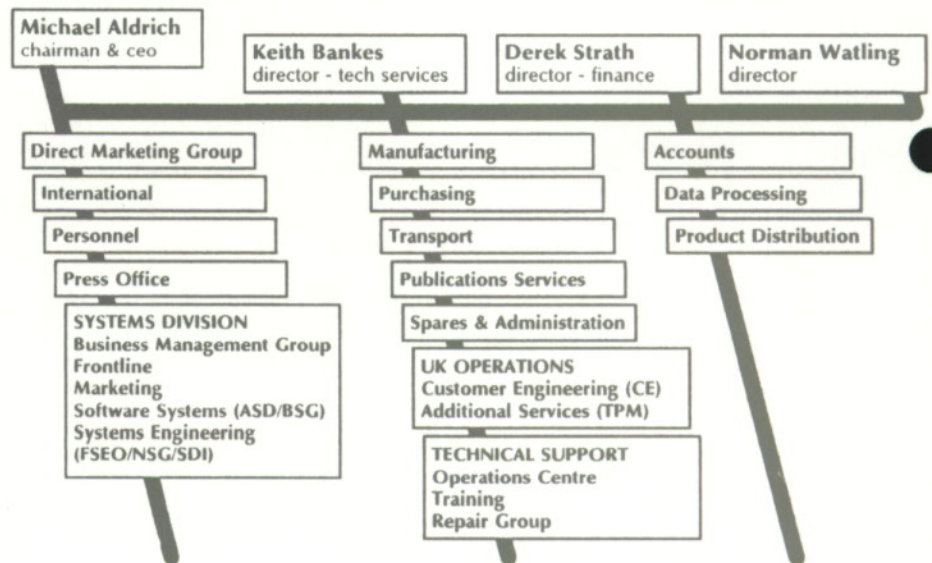 Michael Aldrich
chairman & ceo
Keith Bankes
director - tech services
Derek Strath
director - finance
Norman Watling
director
Direct Marketing Group
International
Personnel
Press Office
SYSTEMS DIVISION
Business Management Group
Frontline
Marketing
Software Systems (ASD/BSG)
Systems Engineering
(FSEO/NSG/SDI)
Manufacturing
Purchasing
Transport
Publications Services
Spares & Administration
UK OPERATIONS
Customer Engineering (CE)
Additional Services (TPM)
TECHNICAL SUPPORT
Operations Centre
Training
Repair Group
Accounts
Data Processing
Product Distribution